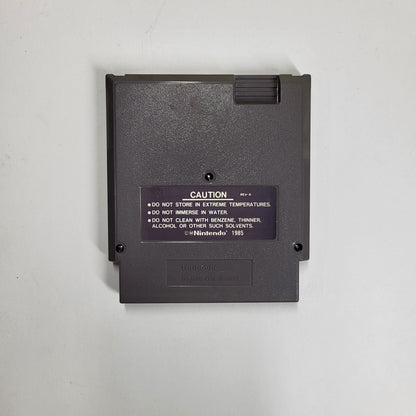 CAUTION REV-A
• DO NOT STORE IN EXTREME TEMPERATURES.
• DO NOT IMMERSE IN WATER.
• DO NOT CLEAN WITH BENZENE, THINNER,
ALCOHOL OR OTHER SUCH SOLVENTS.
©Nintendo 1985